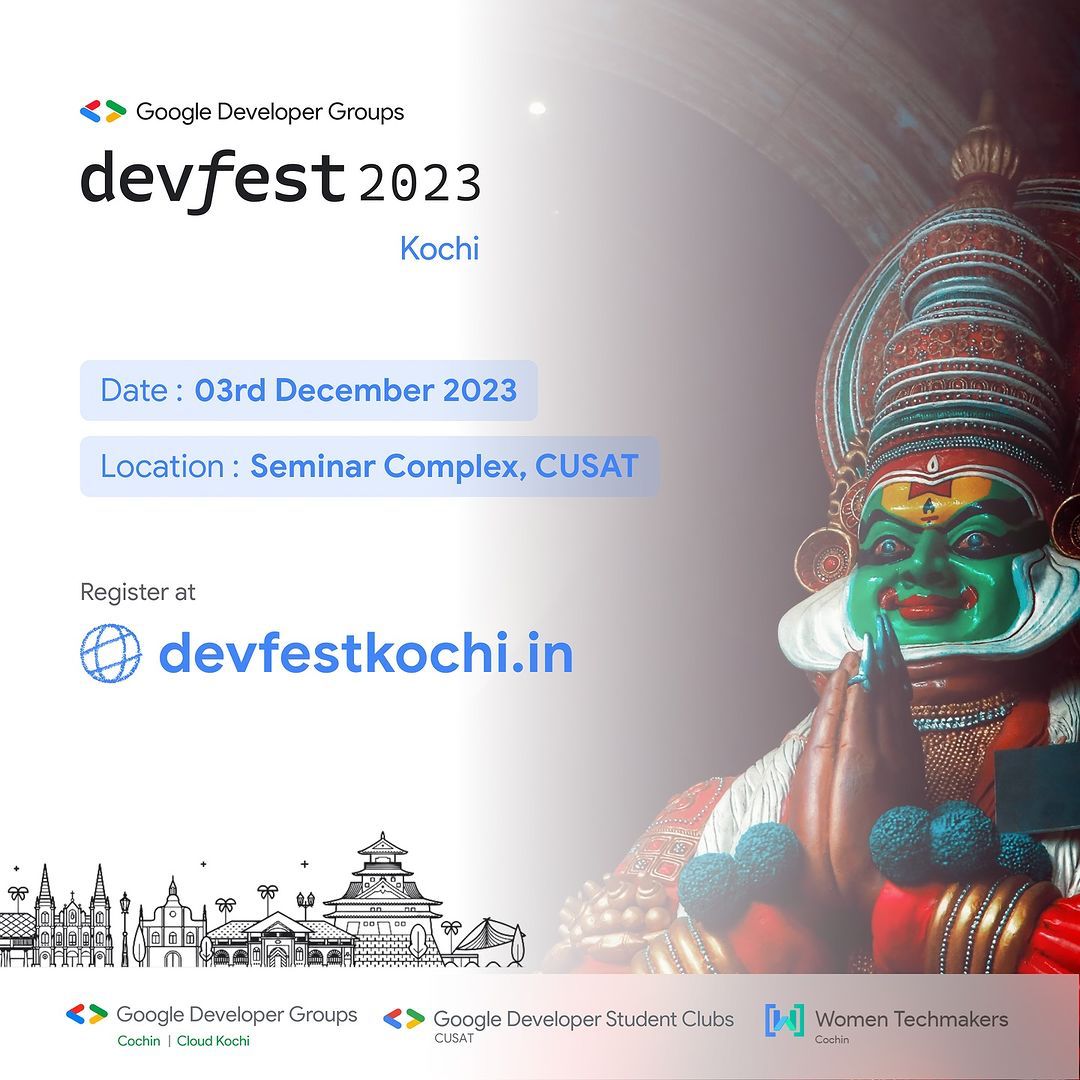 Google Developer Groups
devfest 2023
Kochi
Date : 03rd December 2023
Location : Seminar Complex, CUSAT
Register at
devfestkochi.in
Google Developer Groups
Cochin | Cloud Kochi
Google Developer Student Clubs
CUSAT
Women Techmakers
Cochin